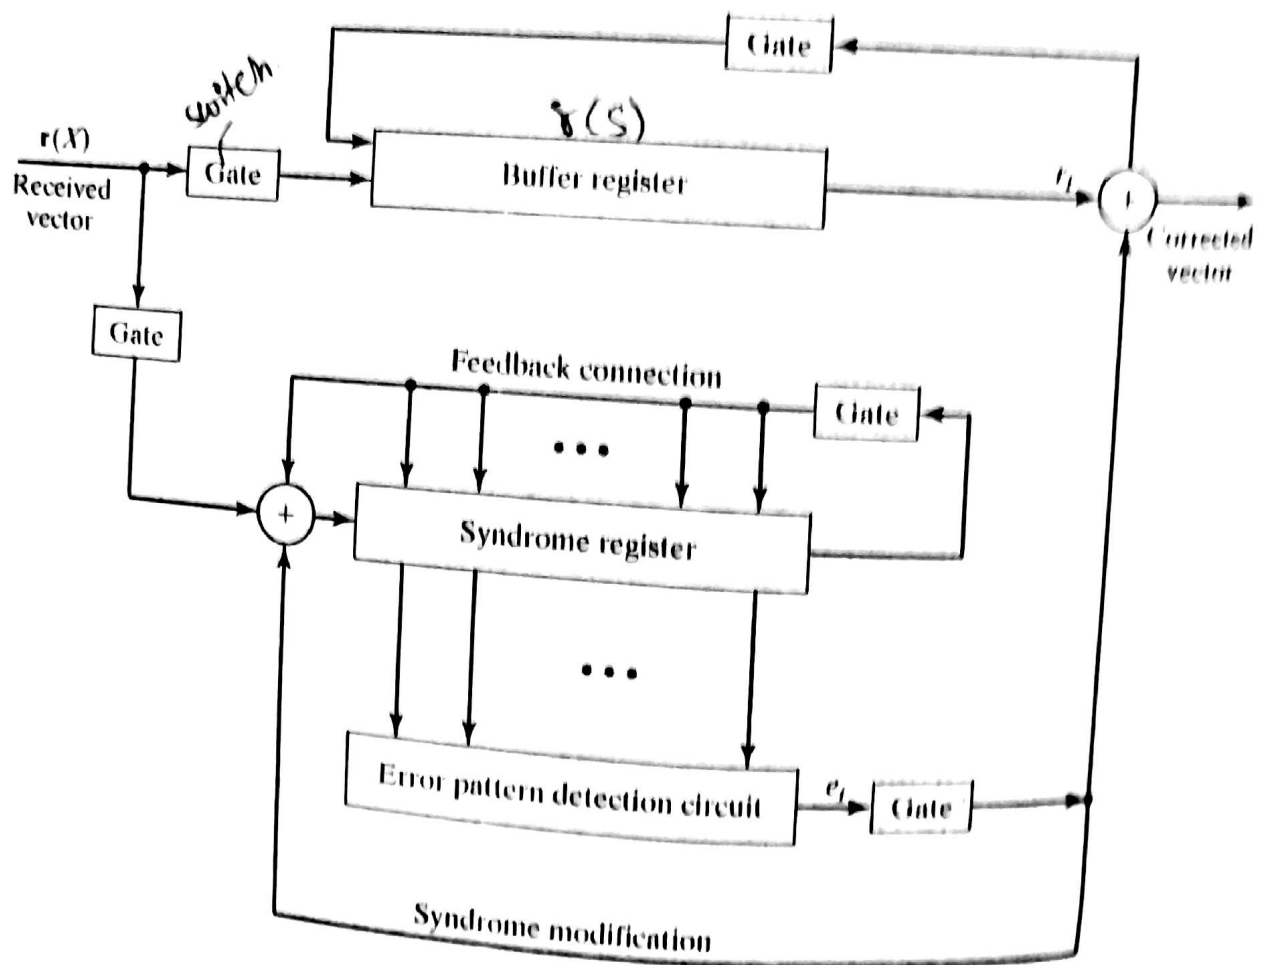 Gate
switch
r(X)
r(S)
Gate
Buffer register
r_i
+
Received
vector
Corrected
vector
Gate
Feedback connection
Gate
• • •
+
Syndrome register
• • •
Error pattern detection circuit
e_i
Gate
Syndrome modification